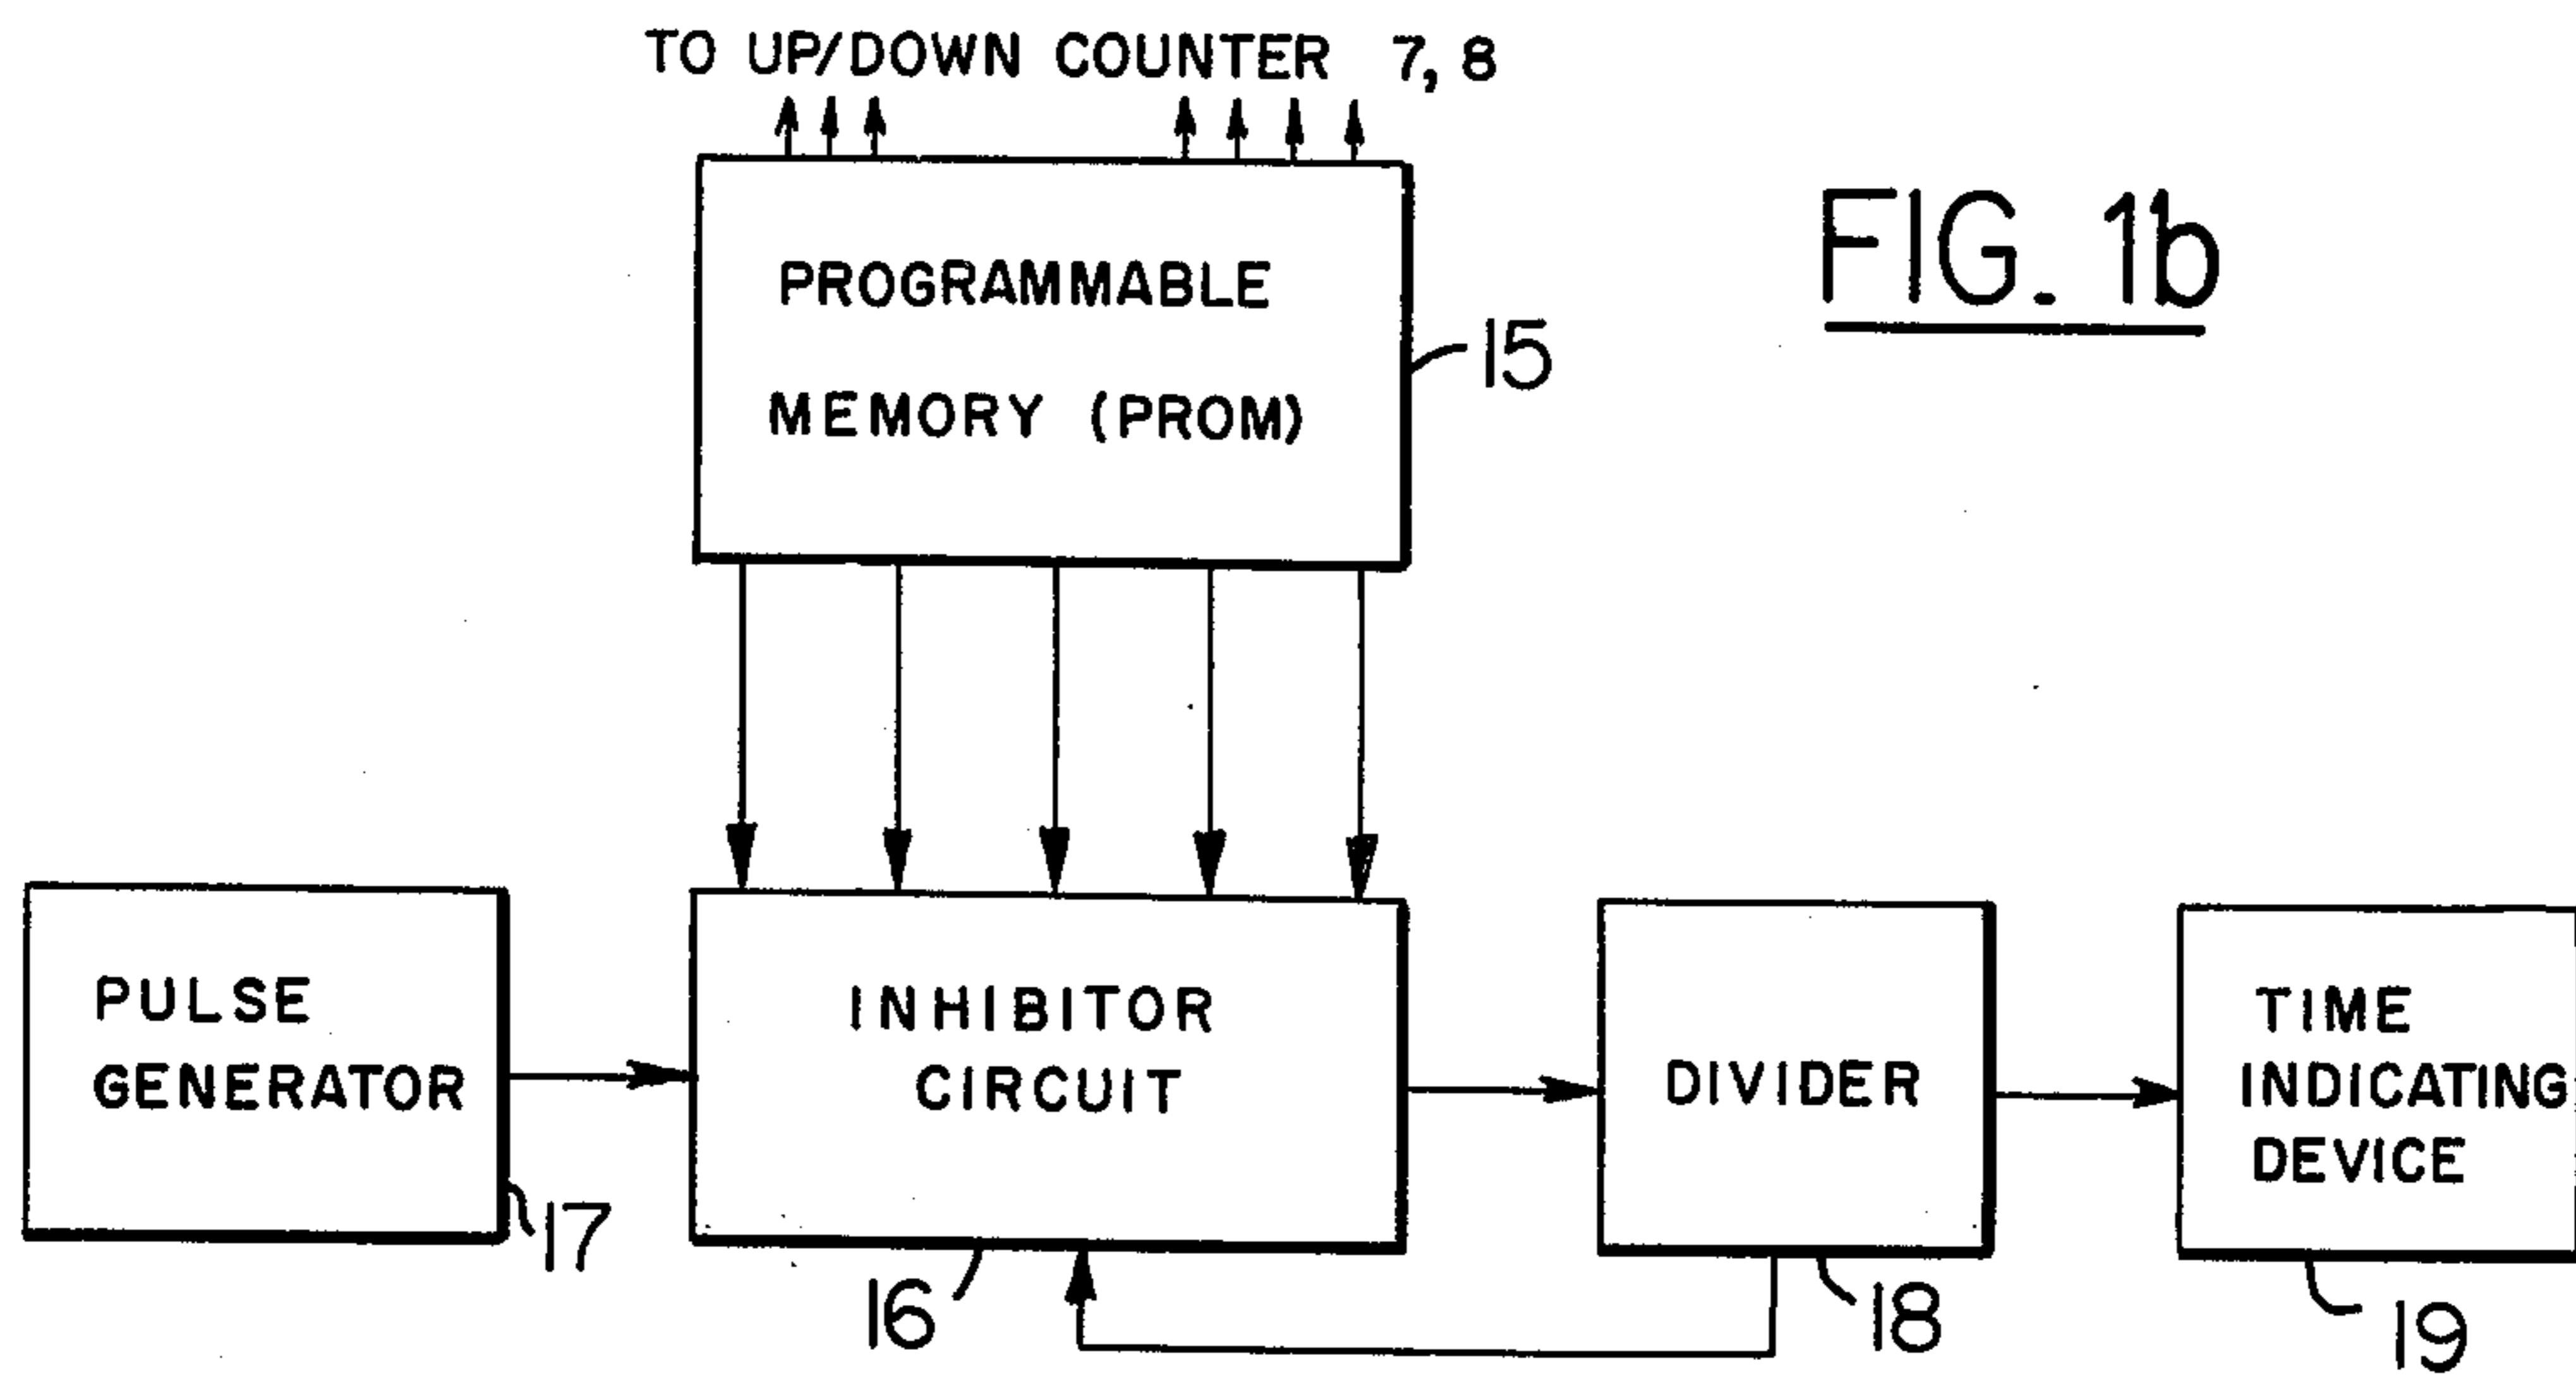 TO UP/DOWN COUNTER 7, 8
FIG. 1b
PROGRAMMABLE
MEMORY (PROM)
15
PULSE
GENERATOR
17
INHIBITOR
CIRCUIT
16
DIVIDER
18
TIME
INDICATING
DEVICE
19